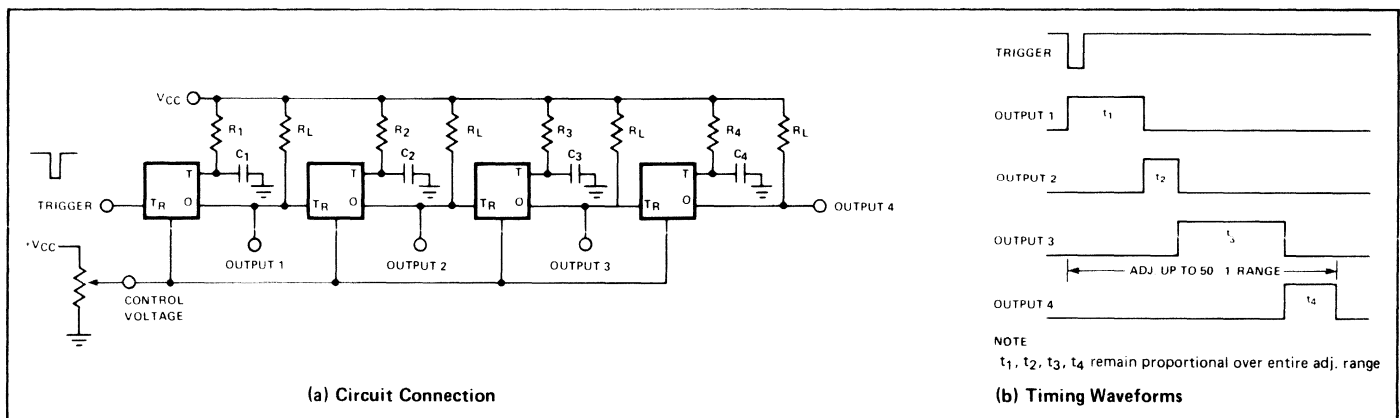 VCC
R1
RL
R2
RL
R3
RL
R4
RL
C1
C2
C3
C4
T
T
T
T
TRIGGER
TR
O
TR
O
TR
O
TR
O
OUTPUT 4
+VCC
OUTPUT 1
OUTPUT 2
OUTPUT 3
CONTROL
VOLTAGE
(a) Circuit Connection
TRIGGER
OUTPUT 1
t1
OUTPUT 2
t2
OUTPUT 3
t3
ADJ UP TO 50 1 RANGE
OUTPUT 4
t4
NOTE
t1, t2, t3, t4 remain proportional over entire adj. range
(b) Timing Waveforms